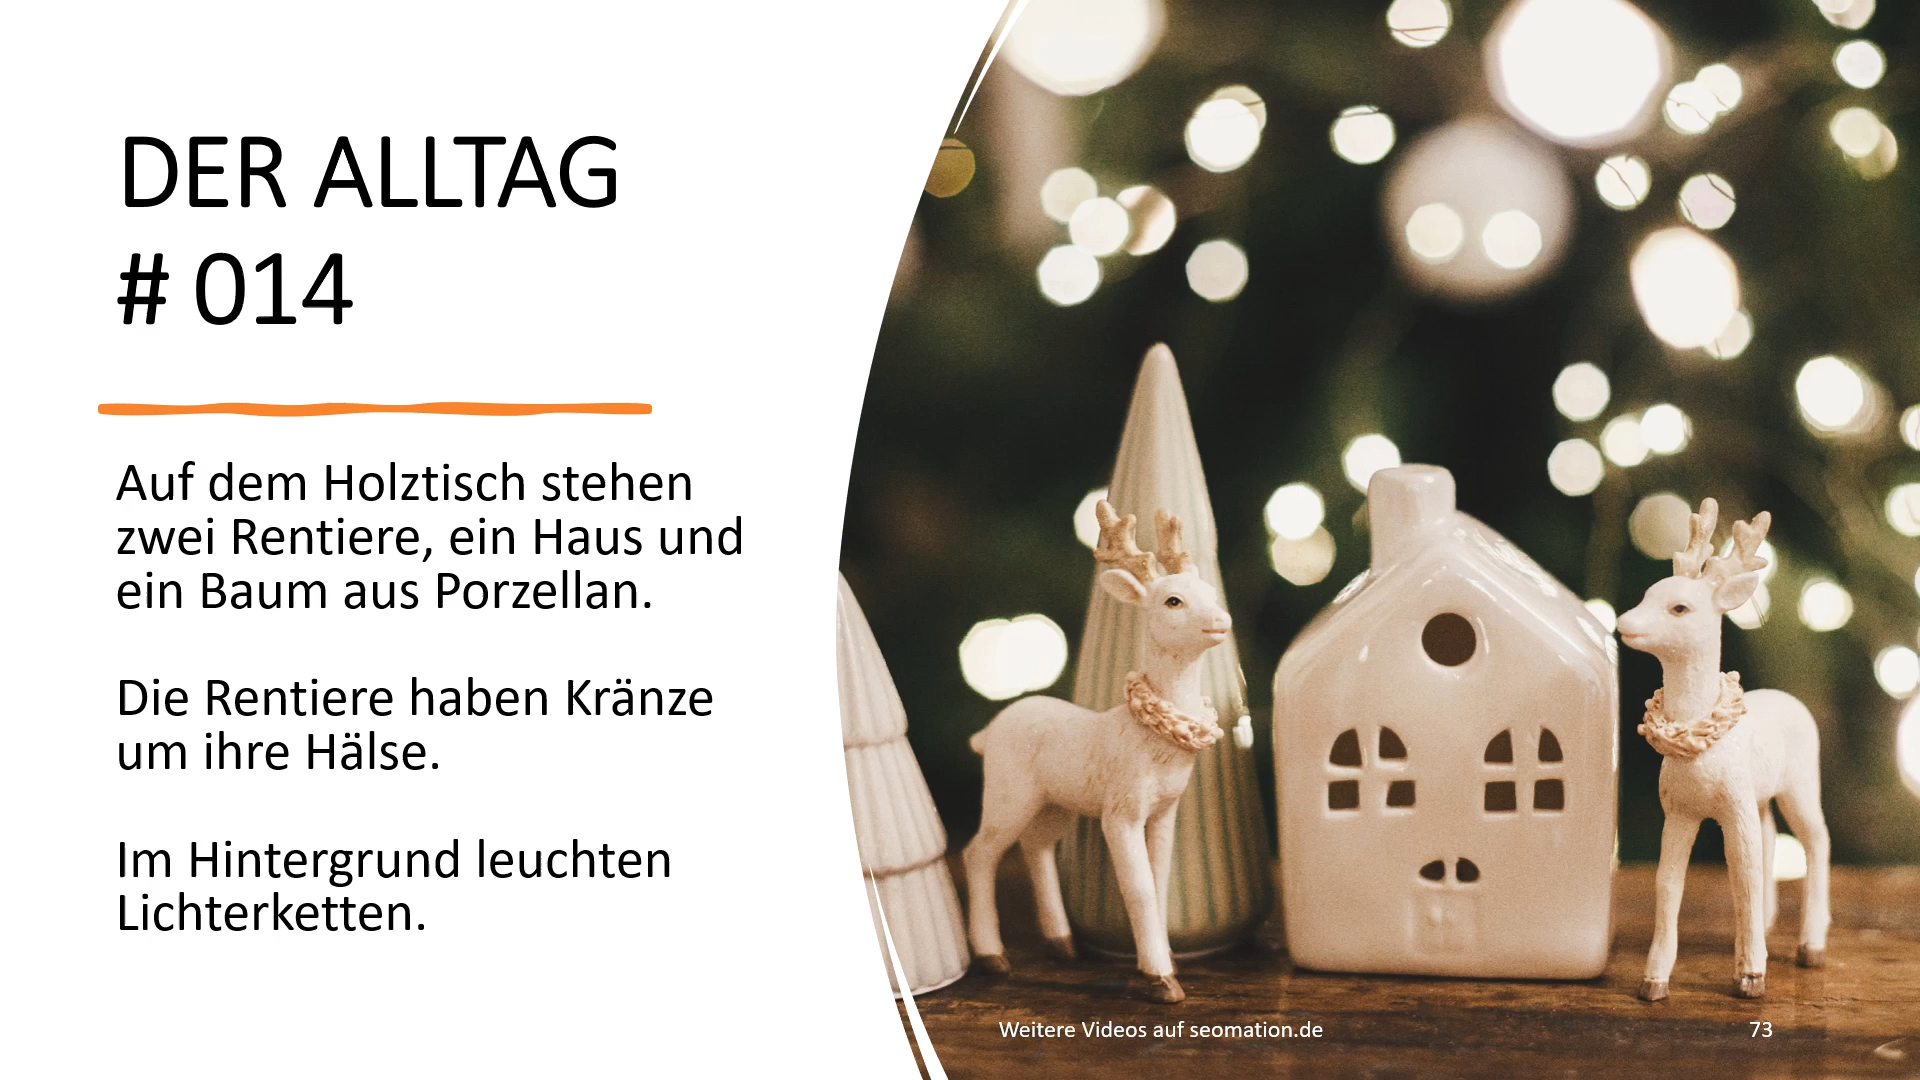 DER ALLTAG
# 014
Auf dem Holztisch stehen
zwei Rentiere, ein Haus und
ein Baum aus Porzellan.
Die Rentiere haben Kränze
um ihre Hälse.
Im Hintergrund leuchten
Lichterketten.
Weitere Videos auf seomation.de
73